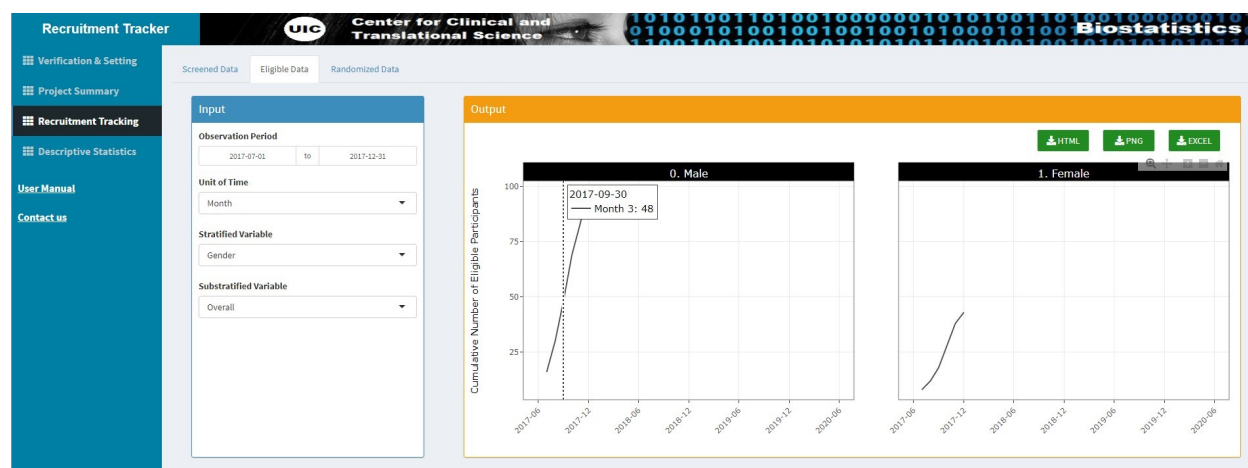 Recruitment Tracker
UIC
Center for Clinical and
Translational Science
Biostatistics
Verification & Setting
Project Summary
Recruitment Tracking
Descriptive Statistics
User Manual
Contact us
Screened Data
Eligible Data
Randomized Data
Input
Observation Period
2017-07-01 to 2017-12-31
Unit of Time
Month
Stratified Variable
Gender
Substratified Variable
Overall
Output
HTML
PNG
EXCEL
0. Male
1. Female
Cumulative Number of Eligible Participants
100
75
50
25
2017-09-30
Month 3: 48
2017-06
2017-12
2018-06
2018-12
2019-06
2019-12
2020-06
2017-06
2017-12
2018-06
2018-12
2019-06
2019-12
2020-06